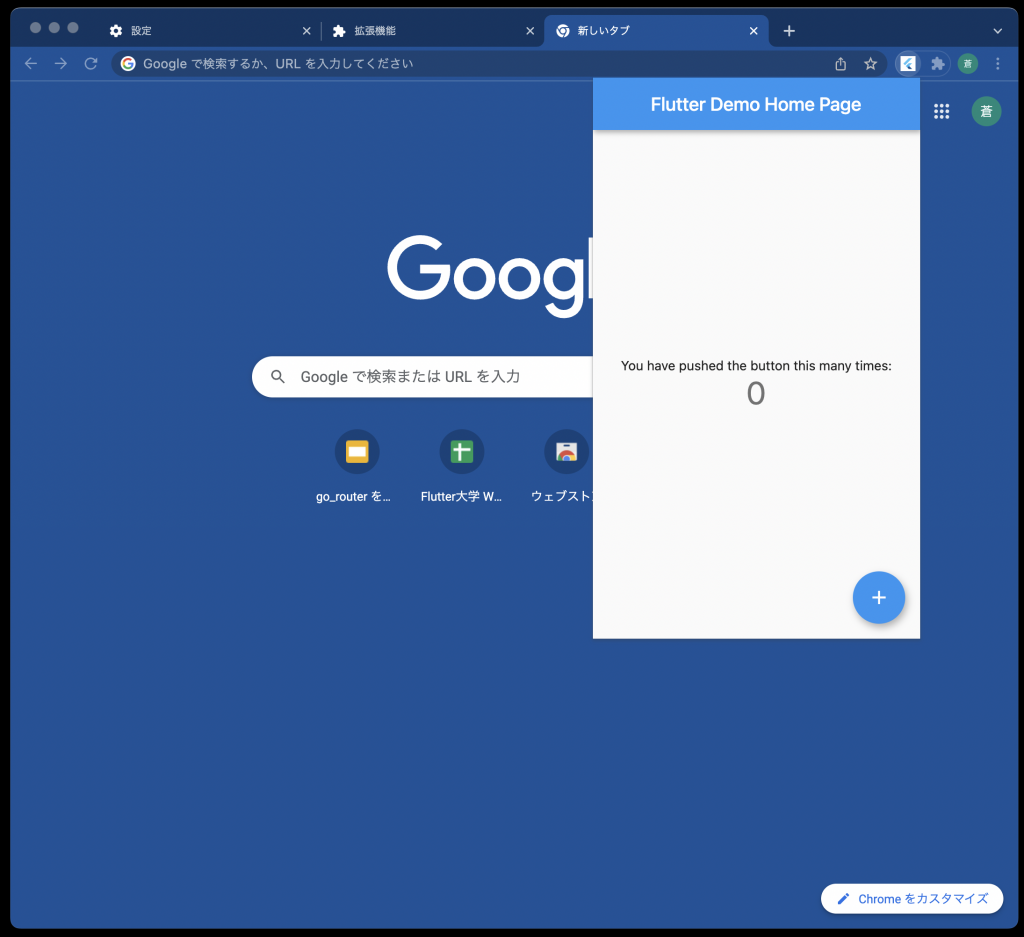 設定
拡張機能
新しいタブ
Google で検索するか、URL を入力してください
蒼
Flutter Demo Home Page
蒼
Googl
You have pushed the button this many times:
0
Google で検索または URL を入力
go_router を...
Flutter大学 W...
ウェブスト
Chrome をカスタマイズ